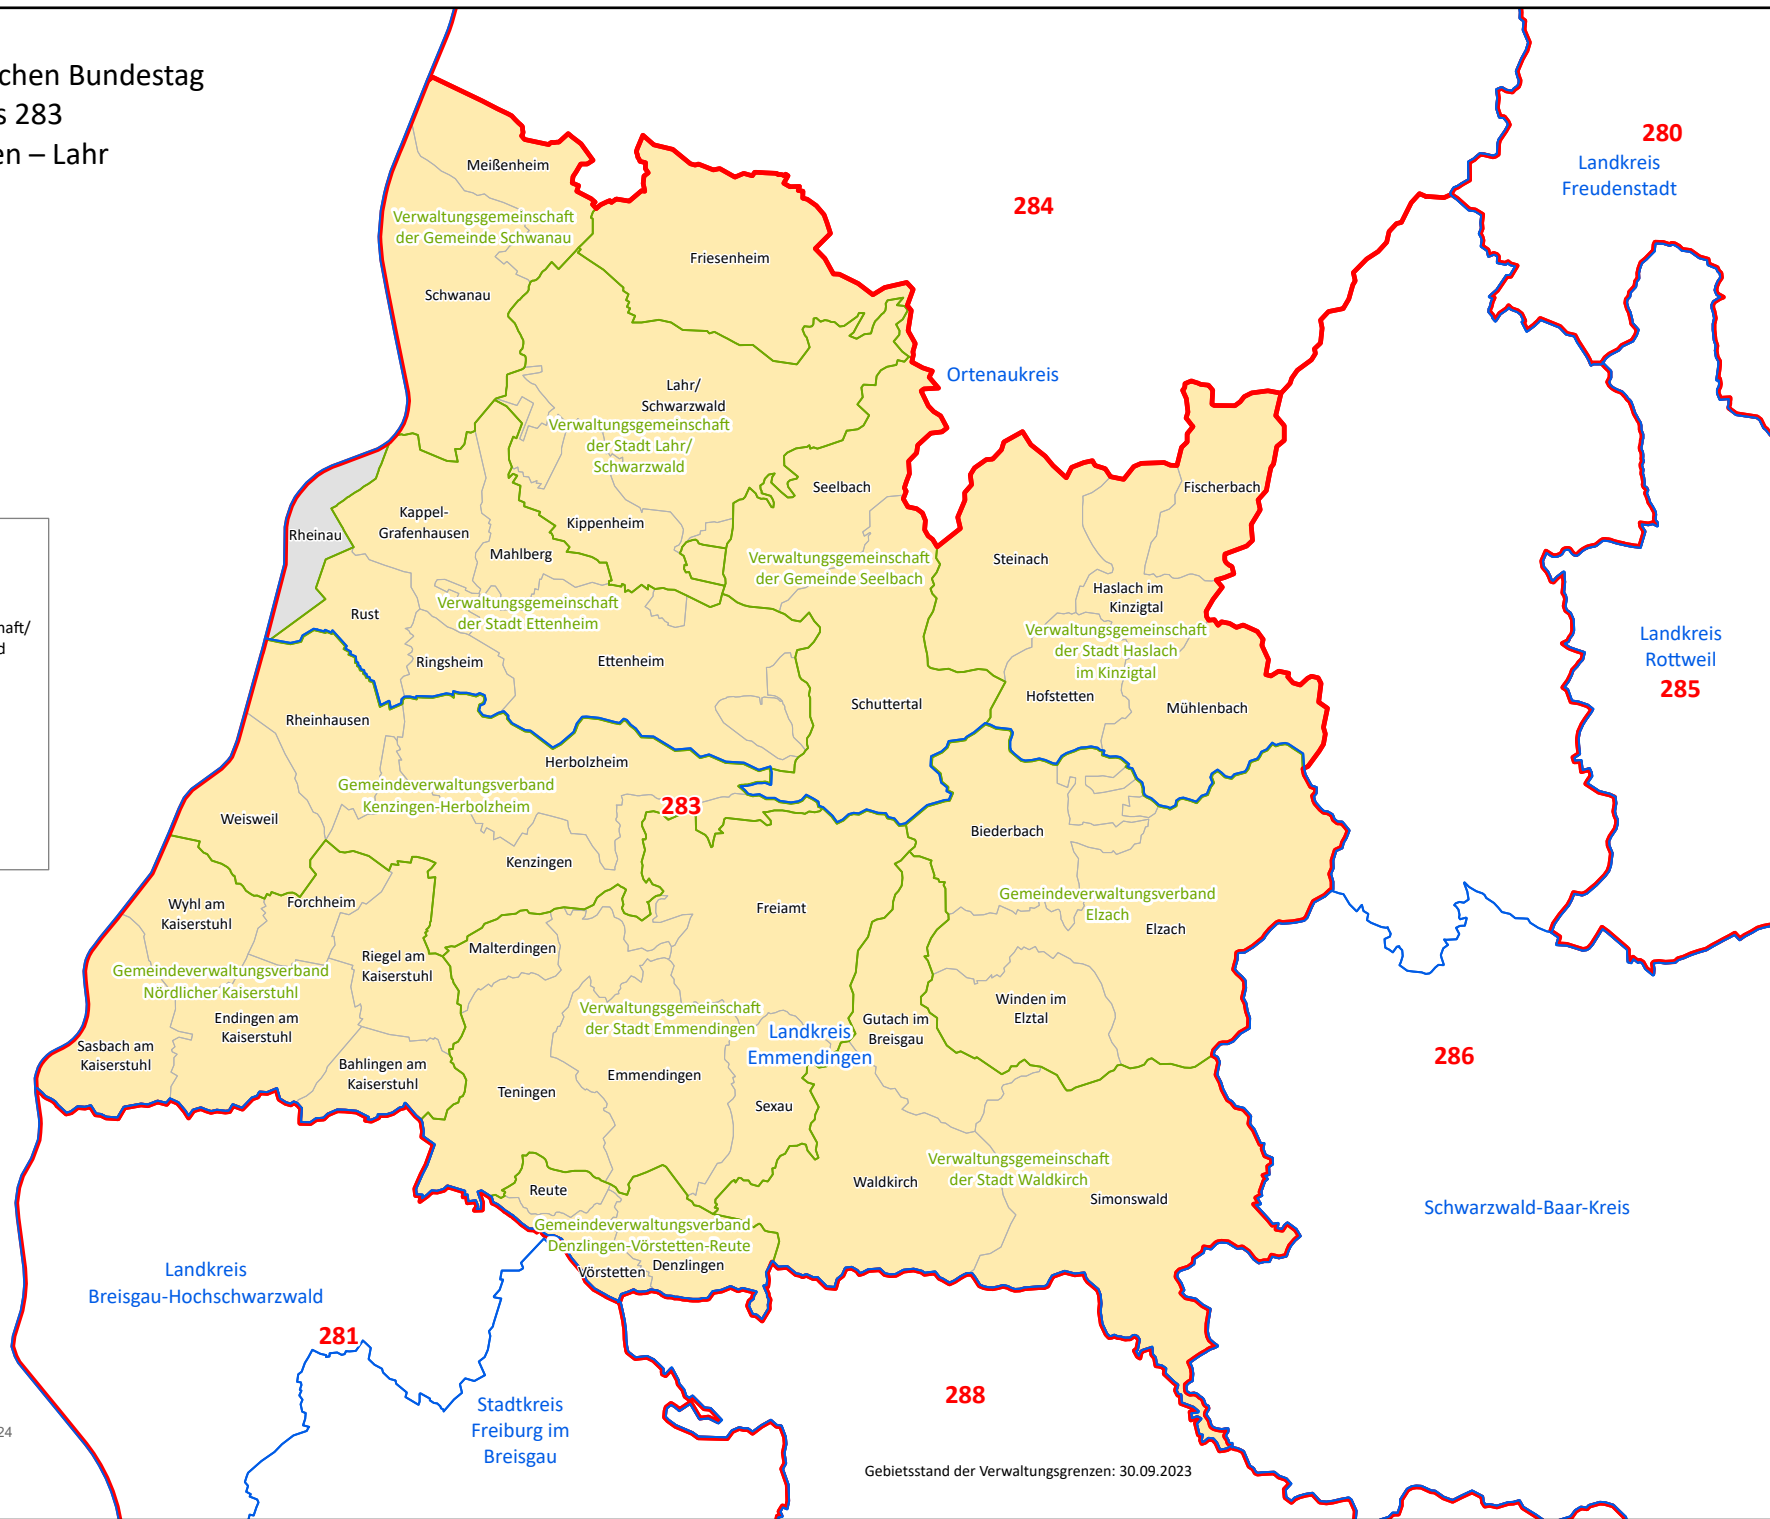 chen Bundestag
283
Lahr
280
Landkreis
Freudenstadt
284
Meißenheim
Verwaltungsgemeinschaft
der Gemeinde Schwanau
Friesenheim
Schwanau
Ortenaukreis
Lahr/
Schwarzwald
Verwaltungsgemeinschaft
der Stadt Lahr/
Schwarzwald
Seelbach
Fischerbach
Kappel-
Grafenhausen
Kippenheim
Rheinau
Mahlberg
Verwaltungsgemeinschaft
der Gemeinde Seelbach
Steinach
Haslach im
Kinzigtal
Verwaltungsgemeinschaft
der Stadt Haslach
im Kinzigtal
Rust
Verwaltungsgemeinschaft
der Stadt Ettenheim
haft/
d
Landkreis
Rottweil
285
Ringsheim
Ettenheim
Hofstetten
Mühlenbach
Schuttertal
Rheinhausen
Herbolzheim
Gemeindeverwaltungsverband
Kenzingen-Herbolzheim
283
Weisweil
Biederbach
Kenzingen
Gemeindeverwaltungsverband
Elzach
Elzach
Wyhl am
Kaiserstuhl
Forchheim
Freiamt
Malterdingen
Riegel am
Kaiserstuhl
Gemeindeverwaltungsverband
Nördlicher Kaiserstuhl
Endingen am
Kaiserstuhl
Winden im
Elztal
Verwaltungsgemeinschaft
der Stadt Emmendingen
Landkreis
Emmendingen
Gutach im
Breisgau
Sasbach am
Kaiserstuhl
Bahlingen am
Kaiserstuhl
286
Teningen
Emmendingen
Sexau
Verwaltungsgemeinschaft
der Stadt Waldkirch
Waldkirch
Simonswald
Reute
Schwarzwald-Baar-Kreis
Gemeindeverwaltungsverband
Denzlingen-Vörstetten-Reute
Vörstetten
Denzlingen
Landkreis
Breisgau-Hochschwarzwald
281
288
Stadtkreis
Freiburg im
Breisgau
24
Gebietsstand der Verwaltungsgrenzen: 30.09.2023